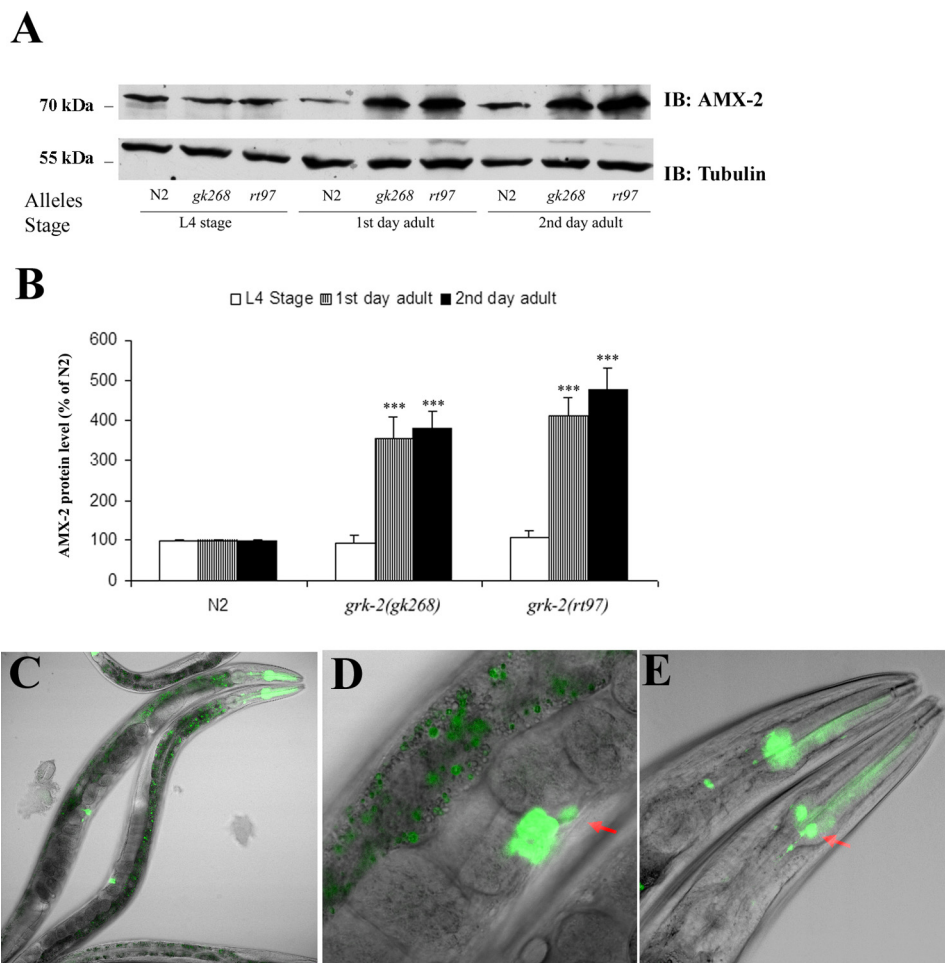 A
70 kDa
IB: AMX-2
55 kDa
IB: Tubulin
Alleles N2 gk268 rt97 N2 gk268 rt97 N2 gk268 rt97
Stage L4 stage 1st day adult 2nd day adult
B
L4 Stage 1st day adult 2nd day adult
AMX-2 protein level (% of N2)
600
500
400
300
200
100
0
*** *** *** ***
N2 grk-2(gk268) grk-2(rt97)
C D E